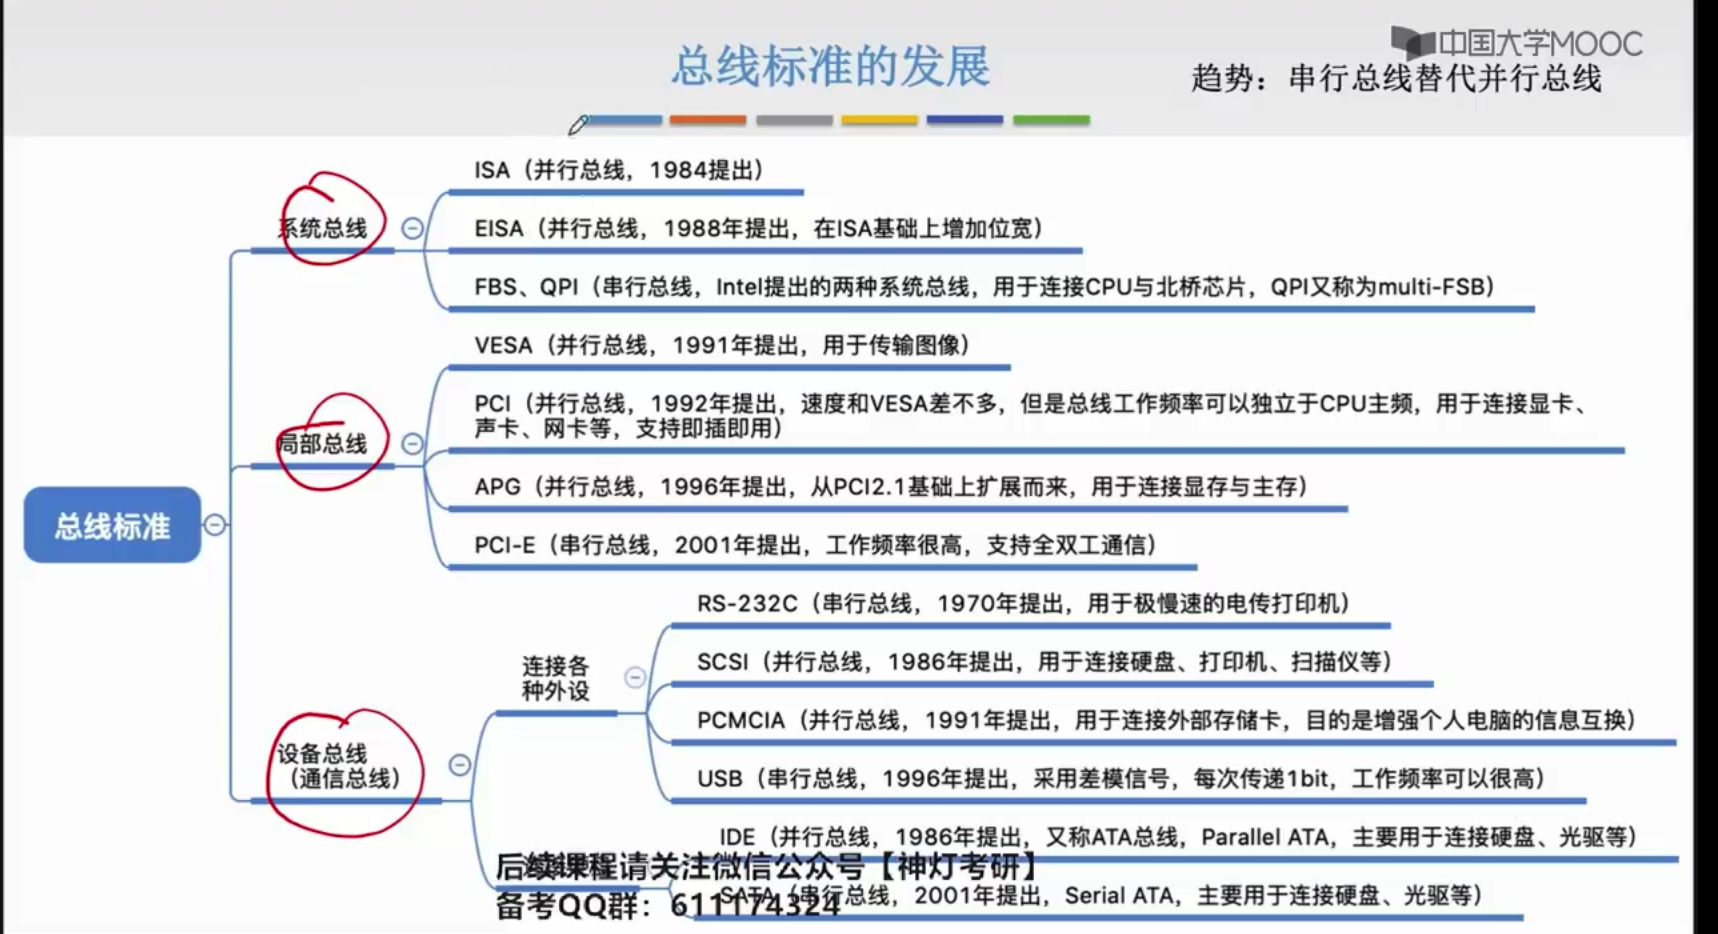 中国大学MOOC
总线标准的发展
趋势：串行总线替代并行总线
ISA（并行总线，1984提出）
系统总线
EISA（并行总线，1988年提出，在ISA基础上增加位宽）
FBS、QPI（串行总线，Intel提出的两种系统总线，用于连接CPU与北桥芯片，QPI又称为multi-FSB）
VESA（并行总线，1991年提出，用于传输图像）
PCI（并行总线，1992年提出，速度和VESA差不多，但是总线工作频率可以独立于CPU主频，用于连接显卡、
声卡、网卡等，支持即插即用）
局部总线
APG（并行总线，1996年提出，从PCI2.1基础上扩展而来，用于连接显存与主存）
总线标准
PCI-E（串行总线，2001年提出，工作频率很高，支持全双工通信）
RS-232C（串行总线，1970年提出，用于极慢速的电传打印机）
连接各
种外设
SCSI（并行总线，1986年提出，用于连接硬盘、打印机、扫描仪等）
PCMCIA（并行总线，1991年提出，用于连接外部存储卡，目的是增强个人电脑的信息互换）
设备总线
（通信总线）
USB（串行总线，1996年提出，采用差模信号，每次传递1bit，工作频率可以很高）
IDE（并行总线，1986年提出，又称ATA总线，Parallel ATA，主要用于连接硬盘、光驱等）
后续课程请关注微信公众号【神灯考研】
SATA（串行总线，2001年提出，Serial ATA，主要用于连接硬盘、光驱等）
备考QQ群：611174324